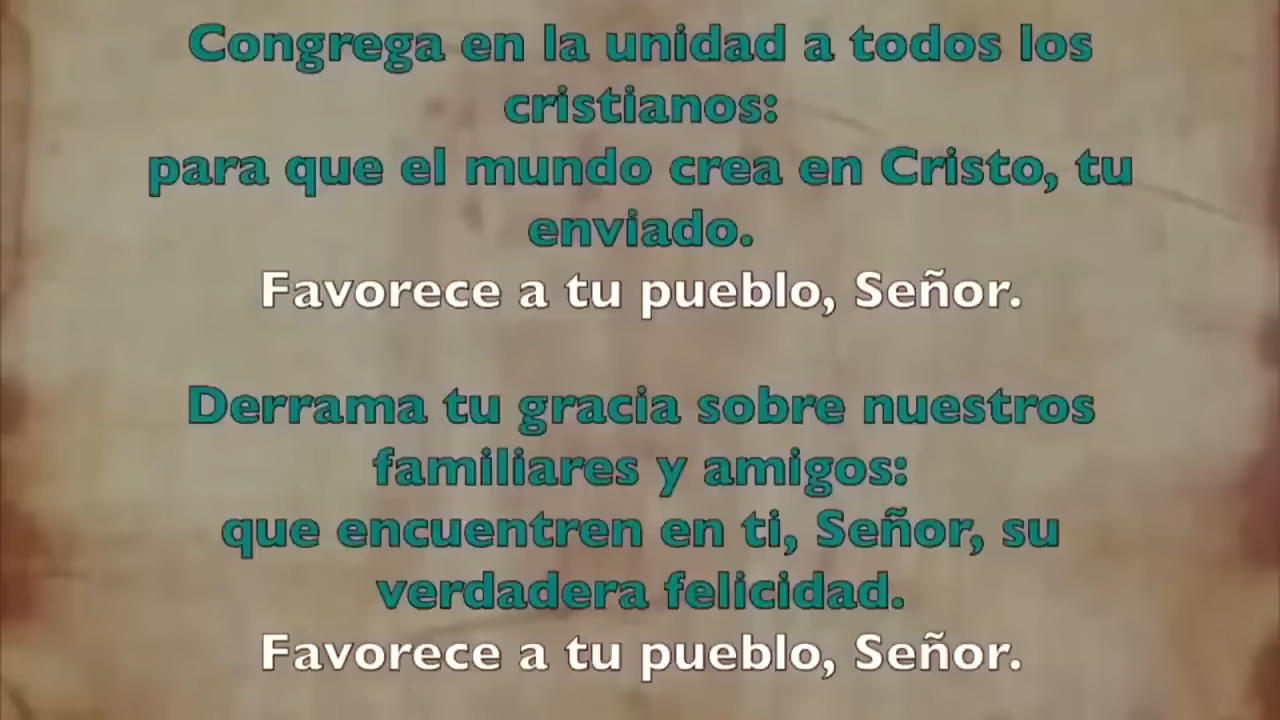 Congrega en la unidad a todos los
cristianos:
para que el mundo crea en Cristo, tu
enviado.
Favorece a tu pueblo, Señor.
Derrama tu gracia sobre nuestros
familiares y amigos:
que encuentren en ti, Señor, su
verdadera felicidad.
Favorece a tu pueblo, Señor.